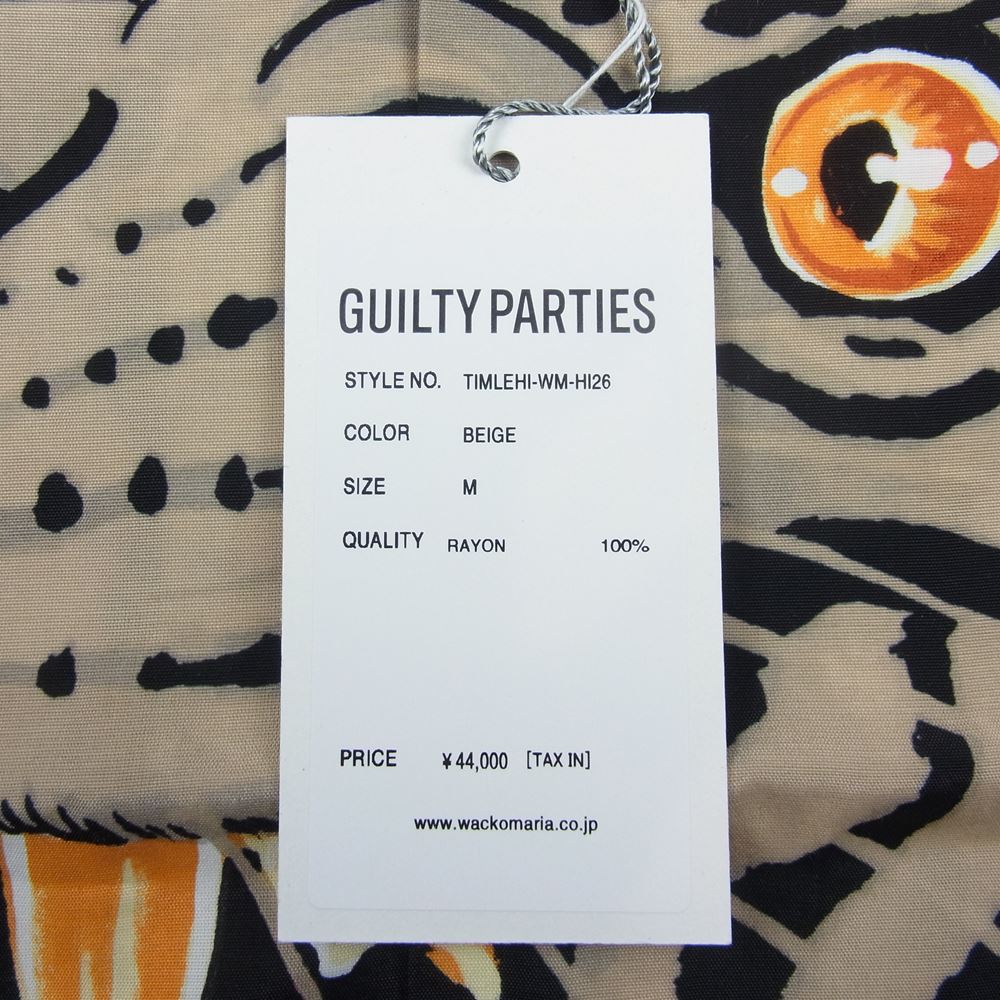 GUILTY PARTIES
STYLE NO. TIMLEHI-WM-HI26
COLOR BEIGE
SIZE M
QUALITY RAYON 100%
PRICE ¥44,000 [TAX IN]
www.wackomaria.co.jp